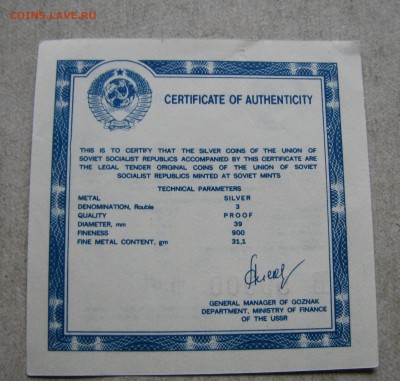 COINS.LAVE.RU
CERTIFICATE OF AUTHENTICITY
THIS IS TO CERTIFY THAT THE SILVER COINS OF THE UNION OF
SOVIET SOCIALIST REPUBLICS ACCOMPANIED BY THIS CERTIFICATE ARE
THE LEGAL TENDER ORIGINAL COINS OF THE UNION OF SOVIET
SOCIALIST REPUBLICS MINTED AT SOVIET MINTS
TECHNICAL PARAMETERS
METAL SILVER
DENOMINATION, Rouble 3
QUALITY PROOF
DIAMETER, mm 39
FINENESS 900
FINE METAL CONTENT, gm 31,1
GENERAL MANAGER OF GOZNAK
DEPARTMENT, MINISTRY OF FINANCE
OF THE USSR